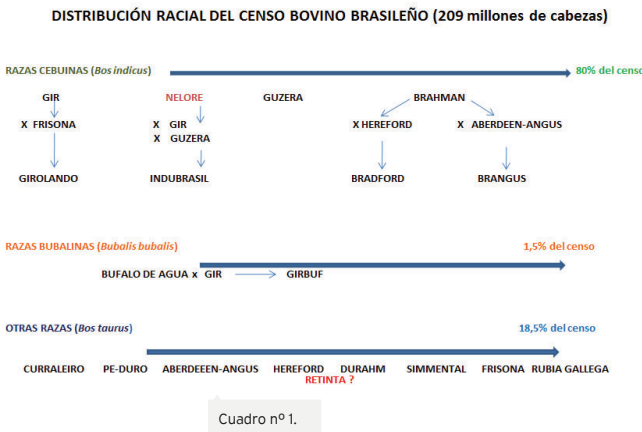 DISTRIBUCIÓN RACIAL DEL CENSO BOVINO BRASILEÑO (209 millones de cabezas)
RAZAS CEBUINAS (Bos indicus) 80% del censo
GIR NELORE GUZERA BRAHMAN
X FRISONA X GIR X HEREFORD X ABERDEEN-ANGUS
X GUZERA
GIROLANDO INDUBRASIL BRADFORD BRANGUS
RAZAS BUBALINAS (Bubalis bubalis) 1,5% del censo
BUFALO DE AGUA x GIR GIRBUF
OTRAS RAZAS (Bos taurus) 18,5% del censo
CURRALEIRO PE-DURO ABERDEEEN-ANGUS HEREFORD DURAHM SIMMENTAL FRISONA RUBIA GALLEGA
RETINTA ?
Cuadro nº 1.